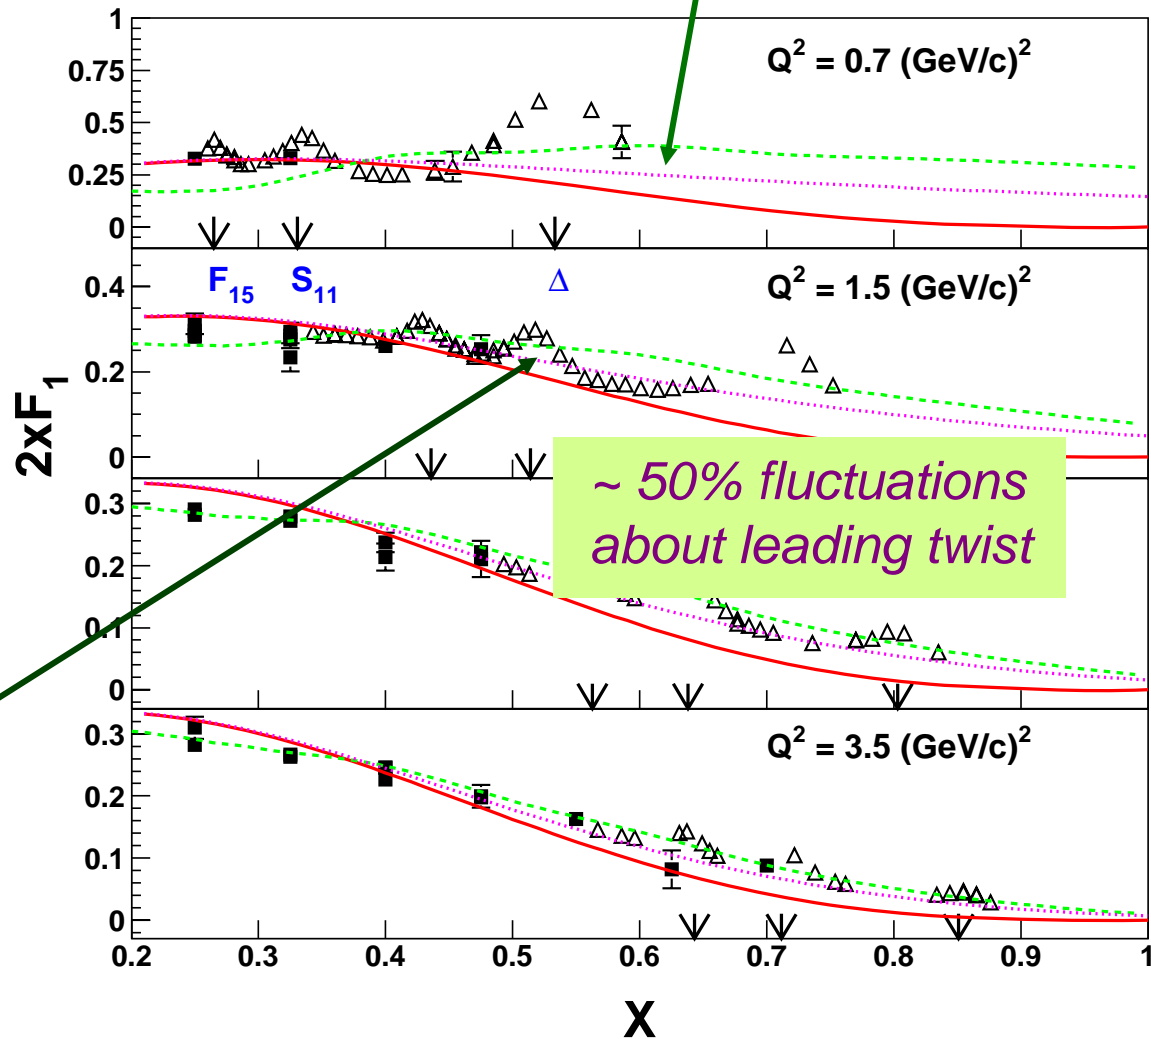 1
0.75
0.5
0.25
0
Q² = 0.7 (GeV/c)²
F₁₅ S₁₁ Δ
Q² = 1.5 (GeV/c)²
0.4
0.2
0
2xF₁
~ 50% fluctuations
about leading twist
0.3
0.2
0.1
0
Q² = 3.5 (GeV/c)²
0.3
0.2
0.1
0
0.2 0.3 0.4 0.5 0.6 0.7 0.8 0.9 1
X